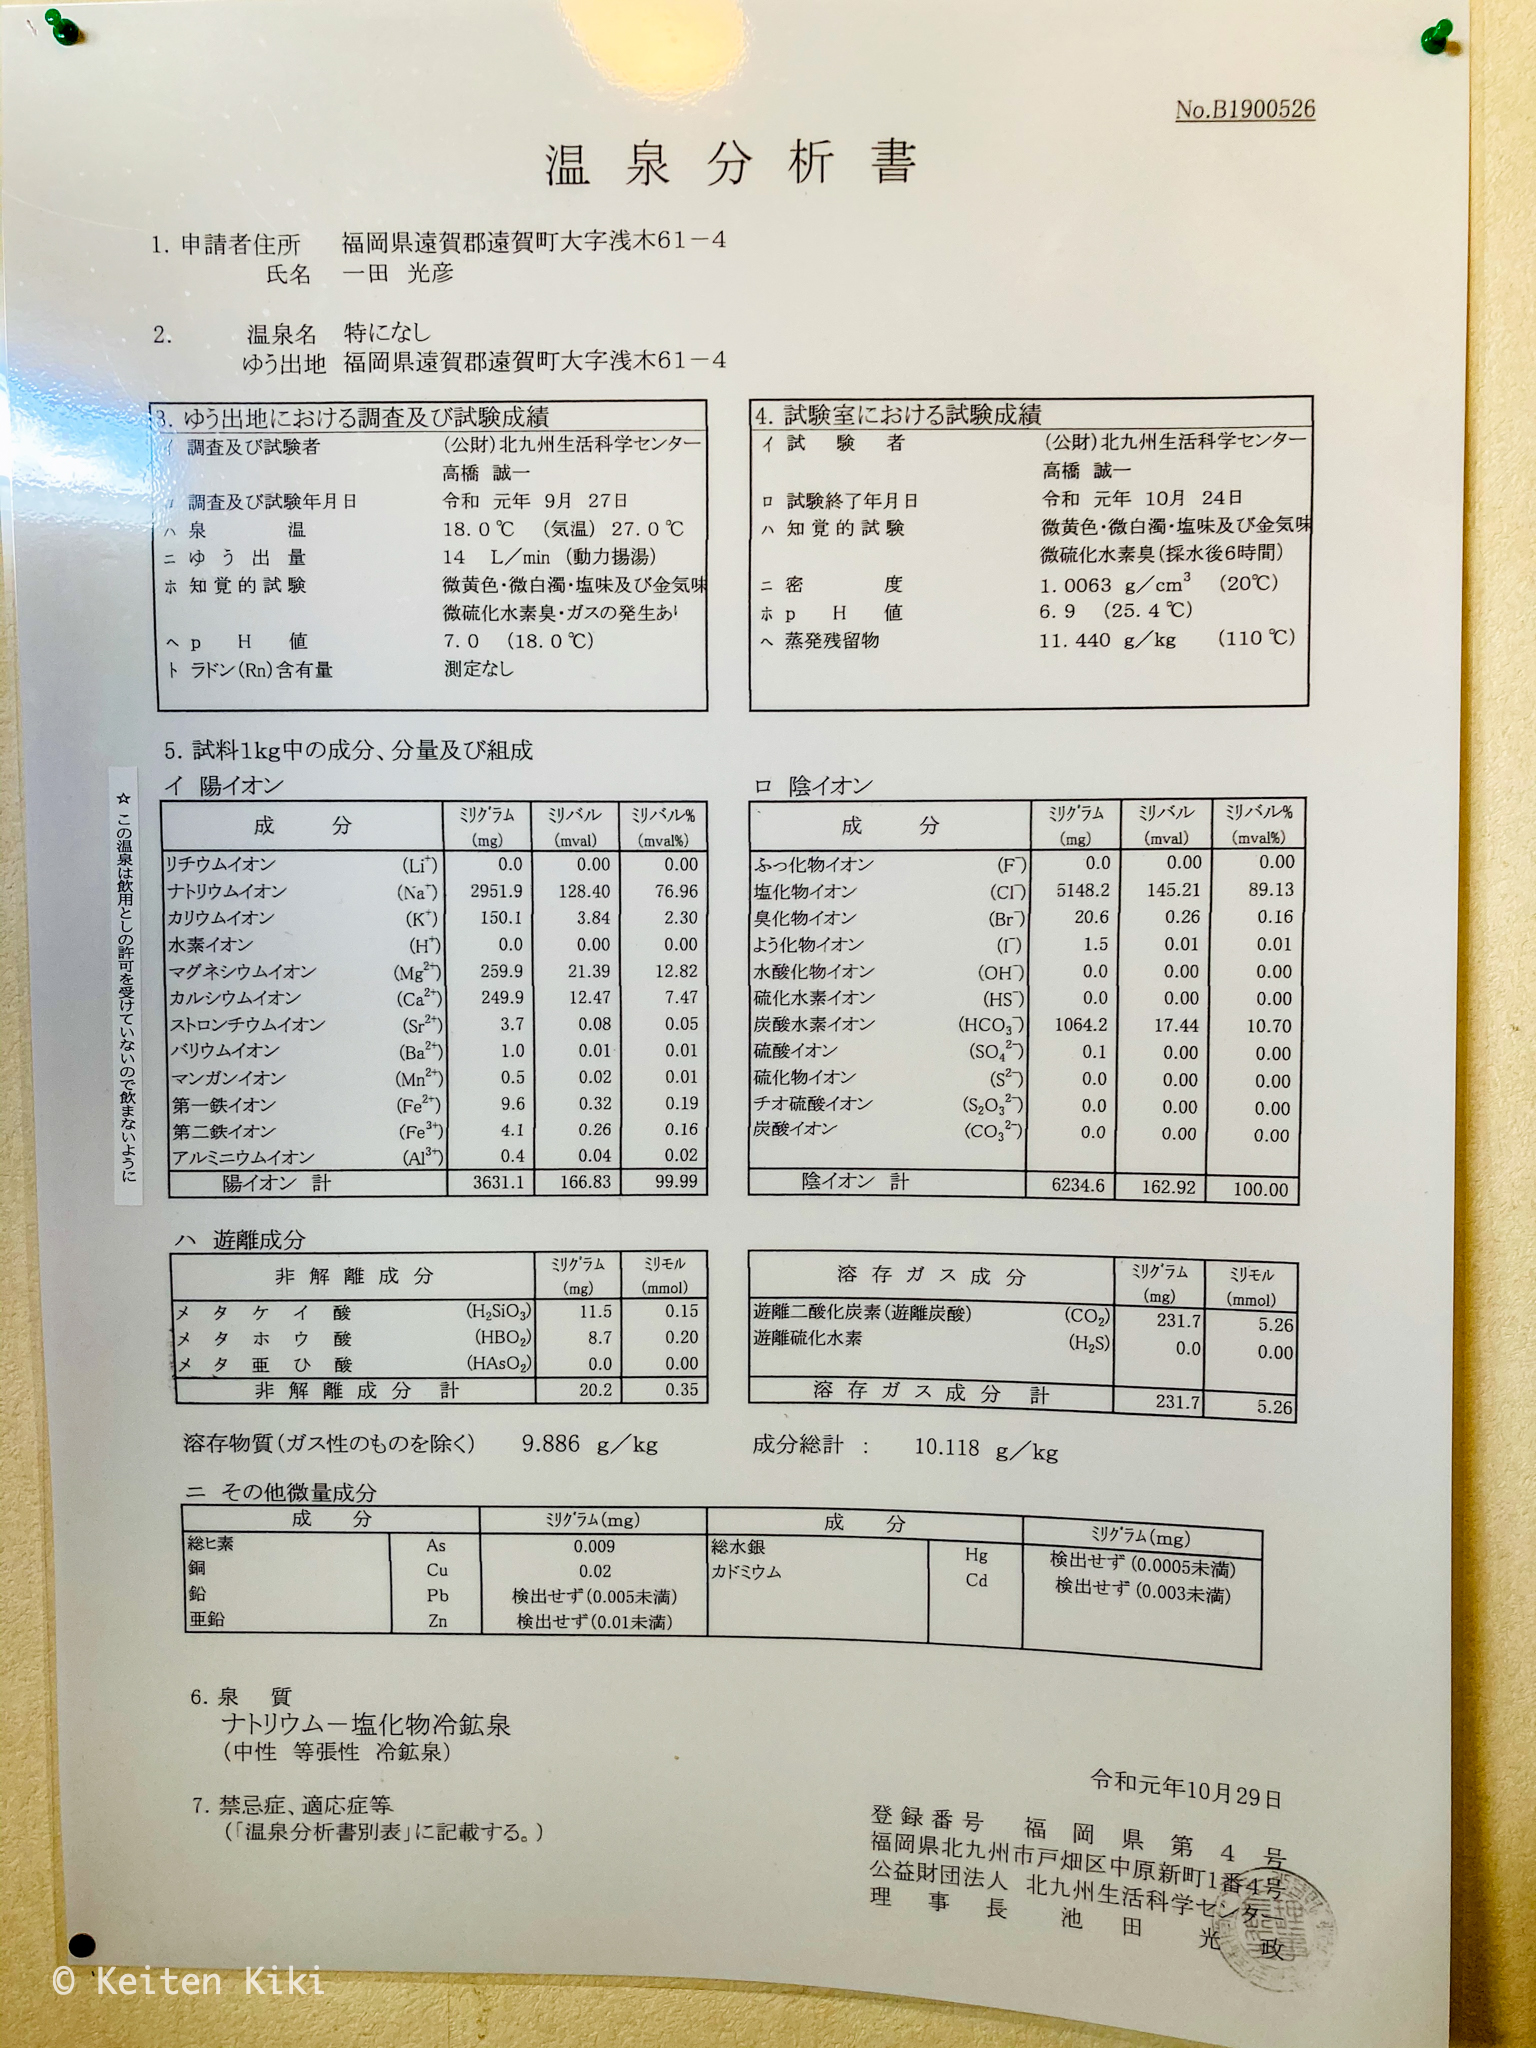 No.B1900526
温泉分析書
1. 申請者住所 福岡県遠賀郡遠賀町大字浅木61－4
氏名 一田 光彦
2. 温泉名 特になし
ゆう出地 福岡県遠賀郡遠賀町大字浅木61－4
3. ゆう出地における調査及び試験成績
イ 調査及び試験者 (公財)北九州生活科学センター
高橋 誠一
ロ 調査及び試験年月日 令和 元年 9月 27日
ハ 泉温 18.0℃ (気温) 27.0℃
ニ ゆう出量 14 L／min (動力揚湯)
ホ 知覚的試験 微黄色・微白濁・塩味及び金気味
微硫化水素臭・ガスの発生あり
ヘ pH値 7.0 (18.0℃)
ト ラドン(Rn)含有量 測定なし
4. 試験室における試験成績
イ 試験者 (公財)北九州生活科学センター
高橋 誠一
ロ 試験終了年月日 令和 元年 10月 24日
ハ 知覚的試験 微黄色・微白濁・塩味及び金気味
微硫化水素臭(採水後6時間)
ニ 密度 1.0063 g／cm³ (20℃)
ホ pH値 6.9 (25.4℃)
ヘ 蒸発残留物 11.440 g／kg (110℃)
5. 試料1kg中の成分、分量及び組成
イ 陽イオン
成分 ﾐﾘｸﾞﾗﾑ(mg) ミリバル(mval) ミリバル%(mval%)
リチウムイオン (Li⁺) 0.0 0.00 0.00
ナトリウムイオン (Na⁺) 2951.9 128.40 76.96
カリウムイオン (K⁺) 150.1 3.84 2.30
水素イオン (H⁺) 0.0 0.00 0.00
マグネシウムイオン (Mg²⁺) 259.9 21.39 12.82
カルシウムイオン (Ca²⁺) 249.9 12.47 7.47
ストロンチウムイオン (Sr²⁺) 3.7 0.08 0.05
バリウムイオン (Ba²⁺) 1.0 0.01 0.01
マンガンイオン (Mn²⁺) 0.5 0.02 0.01
第一鉄イオン (Fe²⁺) 9.6 0.32 0.19
第二鉄イオン (Fe³⁺) 4.1 0.26 0.16
アルミニウムイオン (Al³⁺) 0.4 0.04 0.02
陽イオン 計 3631.1 166.83 99.99
ロ 陰イオン
成分 ﾐﾘｸﾞﾗﾑ(mg) ミリバル(mval) ミリバル%(mval%)
ふっ化物イオン (F⁻) 0.0 0.00 0.00
塩化物イオン (Cl⁻) 5148.2 145.21 89.13
臭化物イオン (Br⁻) 20.6 0.26 0.16
よう化物イオン (I⁻) 1.5 0.01 0.01
水酸化物イオン (OH⁻) 0.0 0.00 0.00
硫化水素イオン (HS⁻) 0.0 0.00 0.00
炭酸水素イオン (HCO₃⁻) 1064.2 17.44 10.70
硫酸イオン (SO₄²⁻) 0.1 0.00 0.00
硫化物イオン (S²⁻) 0.0 0.00 0.00
チオ硫酸イオン (S₂O₃²⁻) 0.0 0.00 0.00
炭酸イオン (CO₃²⁻) 0.0 0.00 0.00
陰イオン 計 6234.6 162.92 100.00
☆この温泉は飲用としの許可を受けていないので飲まないように
ハ 遊離成分
非解離成分 ﾐﾘｸﾞﾗﾑ(mg) ミリモル(mmol)
メタケイ酸 (H₂SiO₃) 11.5 0.15
メタホウ酸 (HBO₂) 8.7 0.20
メタ亜ひ酸 (HAsO₂) 0.0 0.00
非解離成分 計 20.2 0.35
溶存ガス成分 ﾐﾘｸﾞﾗﾑ(mg) ミリモル(mmol)
遊離二酸化炭素(遊離炭酸) (CO₂) 231.7 5.26
遊離硫化水素 (H₂S) 0.0 0.00
溶存ガス成分 計 231.7 5.26
溶存物質(ガス性のものを除く) 9.886 g／kg
成分総計 : 10.118 g／kg
ニ その他微量成分
成分 ﾐﾘｸﾞﾗﾑ(mg) 成分 ﾐﾘｸﾞﾗﾑ(mg)
総ヒ素 As 0.009 総水銀 Hg 検出せず(0.0005未満)
銅 Cu 0.02 カドミウム Cd 検出せず(0.003未満)
鉛 Pb 検出せず(0.005未満)
亜鉛 Zn 検出せず(0.01未満)
6. 泉質
ナトリウム－塩化物冷鉱泉
(中性 等張性 冷鉱泉)
7. 禁忌症、適応症等
(「温泉分析書別表」に記載する。)
令和元年10月29日
登録番号 福岡県第4号
福岡県北九州市戸畑区中原新町1番4号
公益財団法人 北九州生活科学センター
理事長 池田 光政
© Keiten Kiki